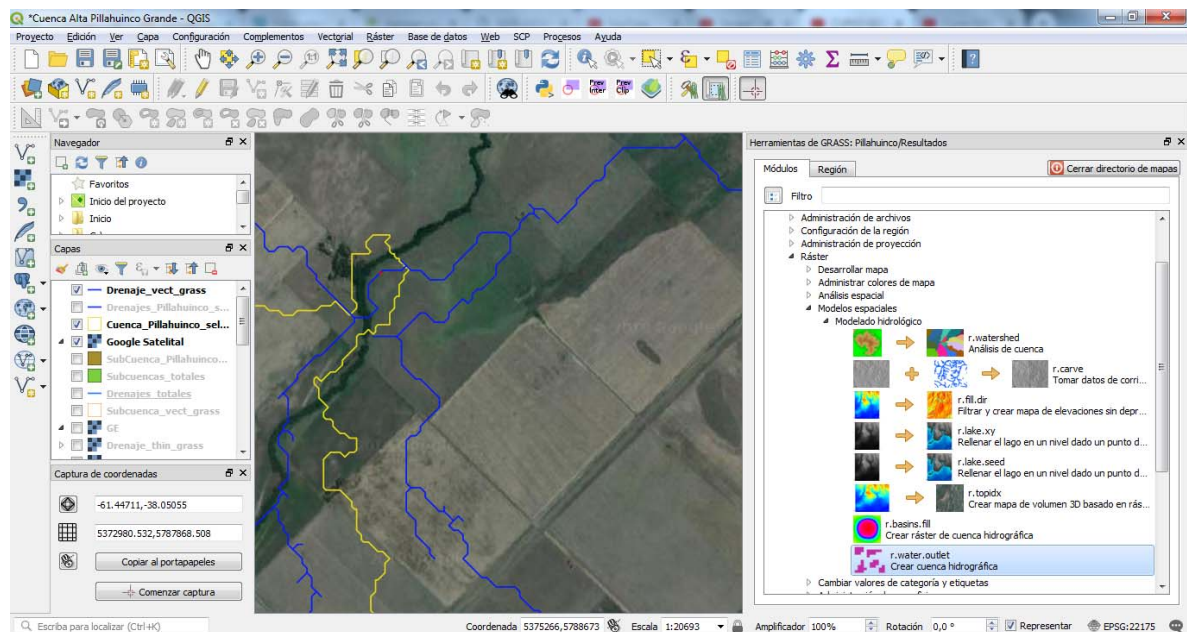 *Cuenca Alta Pillahuinco Grande - QGIS
Proyecto Edición Ver Capa Configuración Complementos Vectorial Ráster Base de datos Web SCP Procesos Ayuda
Prev Inter
Prev Clip
Navegador
Favoritos
Inicio del proyecto
Inicio
Capas
Drenaje_vect_grass
Drenajes_Pillahuinco_s...
Cuenca_Pillahuinco_sel...
Google Satelital
SubCuenca_Pillahuinco...
Subcuencas_totales
Drenajes_totales
Subcuenca_vect_grass
GE
Drenaje_thin_grass
Captura de coordenadas
-61.44711,-38.05055
5372980.532,5787868.508
Copiar al portapapeles
Comenzar captura
Herramientas de GRASS: Pillahuinco/Resultados
Módulos Región Cerrar directorio de mapas
Filtro
Administración de archivos
Configuración de la región
Administración de proyección
Ráster
Desarrollar mapa
Administrar colores de mapa
Análisis espacial
Modelos espaciales
Modelado hidrológico
r.watershed
Análisis de cuenca
r.carve
Tomar datos de corri...
r.fill.dir
Filtrar y crear mapa de elevaciones sin depr...
r.lake.xy
Rellenar el lago en un nivel dado un punto d...
r.lake.seed
Rellenar el lago en un nivel dado un punto d...
r.topidx
Crear mapa de volumen 3D basado en rás...
r.basins.fill
Crear ráster de cuenca hidrográfica
r.water.outlet
Crear cuenca hidrográfica
Cambiar valores de categoría y etiquetas
Escriba para localizar (Ctrl+K) Coordenada 5375266,5788673 Escala 1:20693 Amplificador 100% Rotación 0,0 ° Representar EPSG:22175